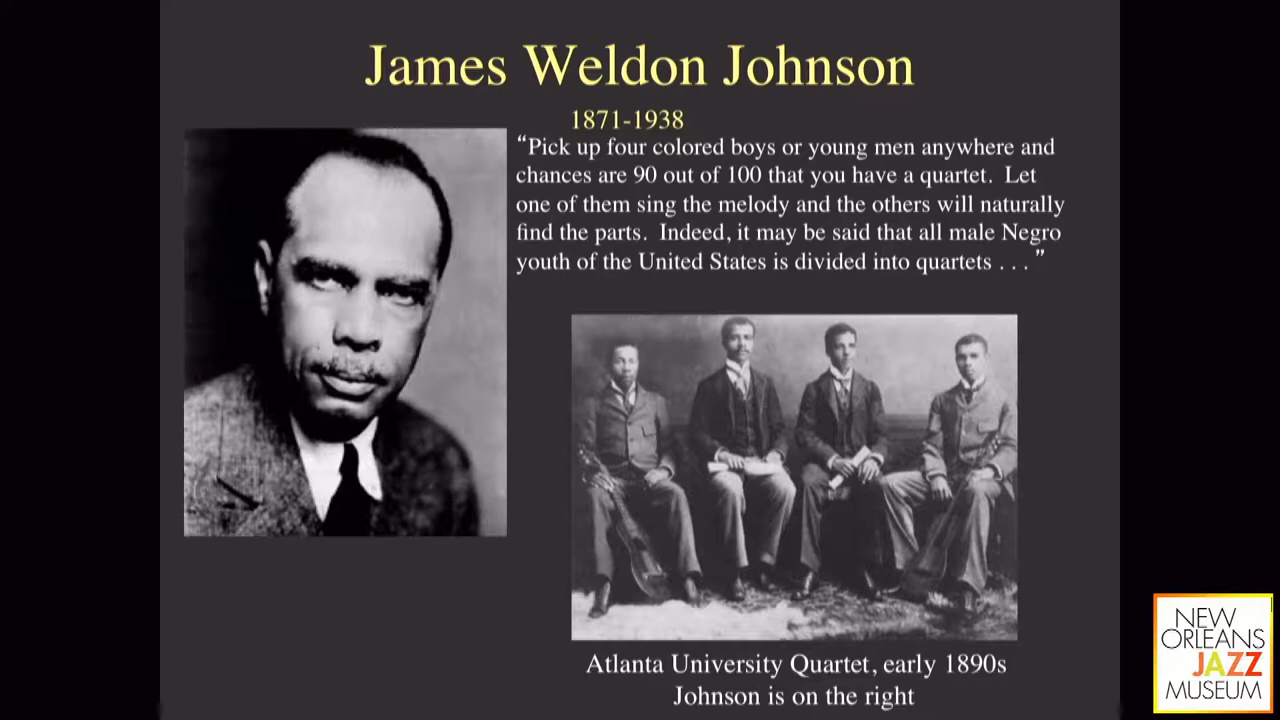 James Weldon Johnson
1871-1938
“Pick up four colored boys or young men anywhere and
chances are 90 out of 100 that you have a quartet.  Let
one of them sing the melody and the others will naturally
find the parts.  Indeed, it may be said that all male Negro
youth of the United States is divided into quartets . . . ”
Atlanta University Quartet, early 1890s
Johnson is on the right
NEW
ORLEANS
JAZZ
MUSEUM